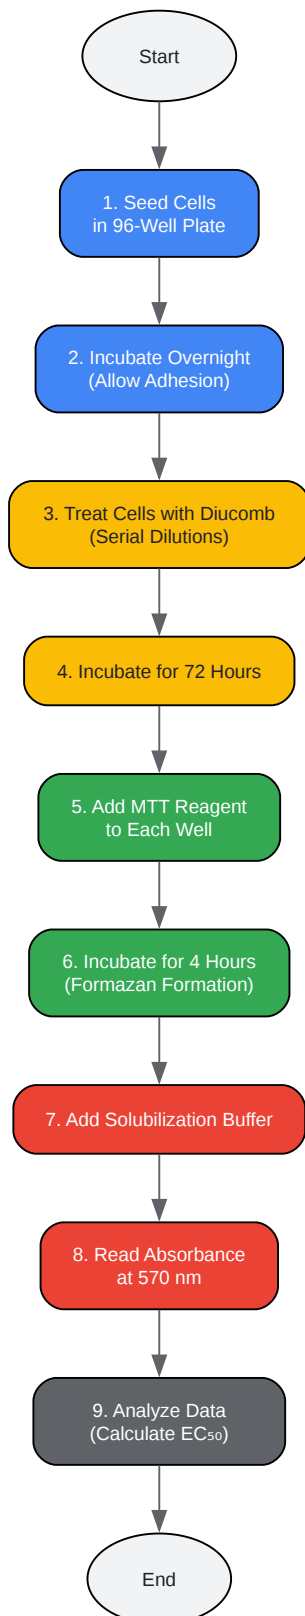 Start
1. Seed Cells
in 96-Well Plate
2. Incubate Overnight
(Allow Adhesion)
3. Treat Cells with Diucomb
(Serial Dilutions)
4. Incubate for 72 Hours
5. Add MTT Reagent
to Each Well
6. Incubate for 4 Hours
(Formazan Formation)
7. Add Solubilization Buffer
8. Read Absorbance
at 570 nm
9. Analyze Data
(Calculate EC₅₀)
End